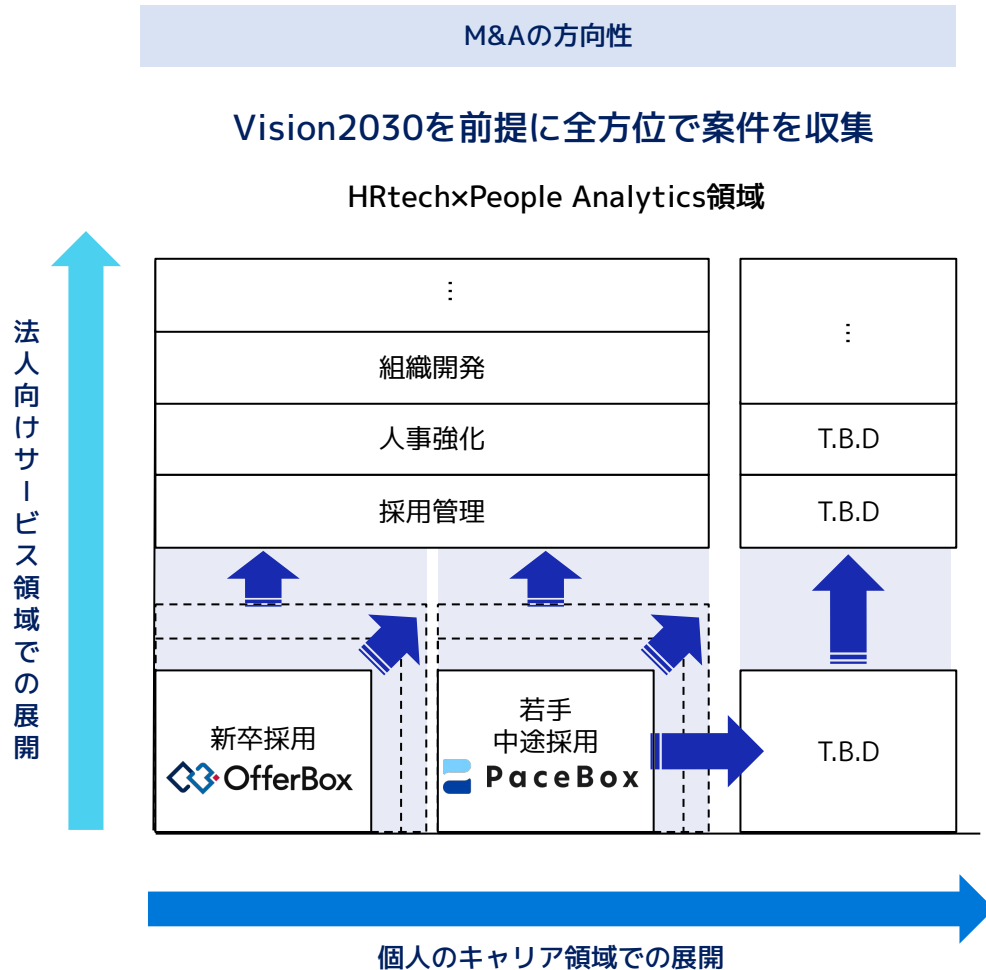 M&Aの方向性
Vision2030を前提に全方位で案件を収集
HRtech×People Analytics領域
法人向けサービス領域での展開
⋮
⋮
組織開発
人事強化
T.B.D
採用管理
T.B.D
新卒採用
OfferBox
若手
中途採用
PaceBox
T.B.D
個人のキャリア領域での展開